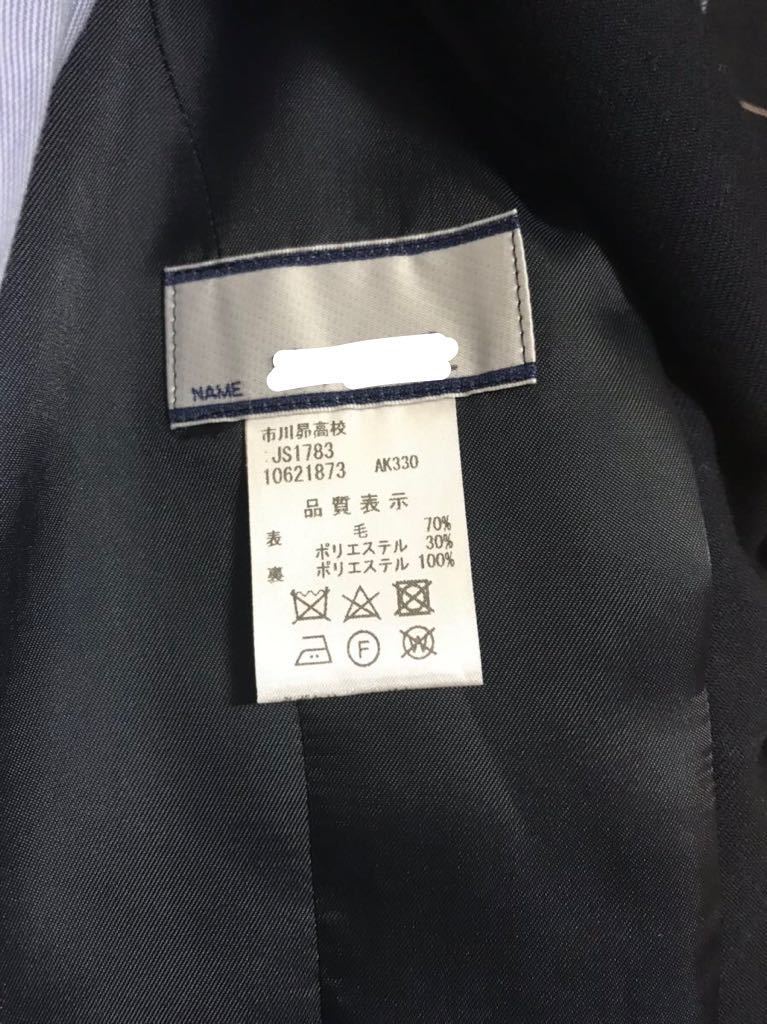 NAME
市川昴高校
JS1783
10621873 AK330
品質表示
表 毛 70%
ポリエステル 30%
裏 ポリエステル 100%
F
W